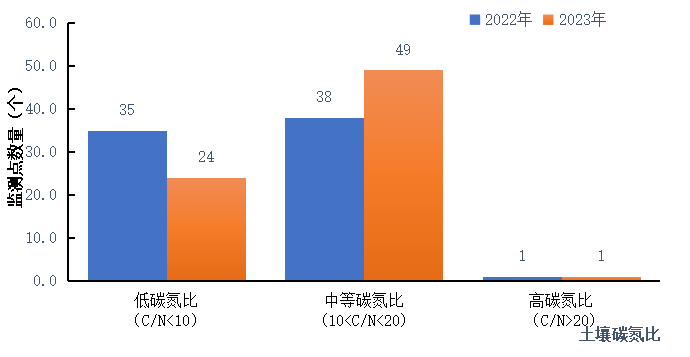 2022年 2023年
60.0
50.0
40.0
30.0
20.0
10.0
0.0
监测点数量（个）
35
24
38
49
1
1
低碳氮比
（C/N<10）
中等碳氮比
（10<C/N<20）
高碳氮比
（C/N>20）
土壤碳氮比